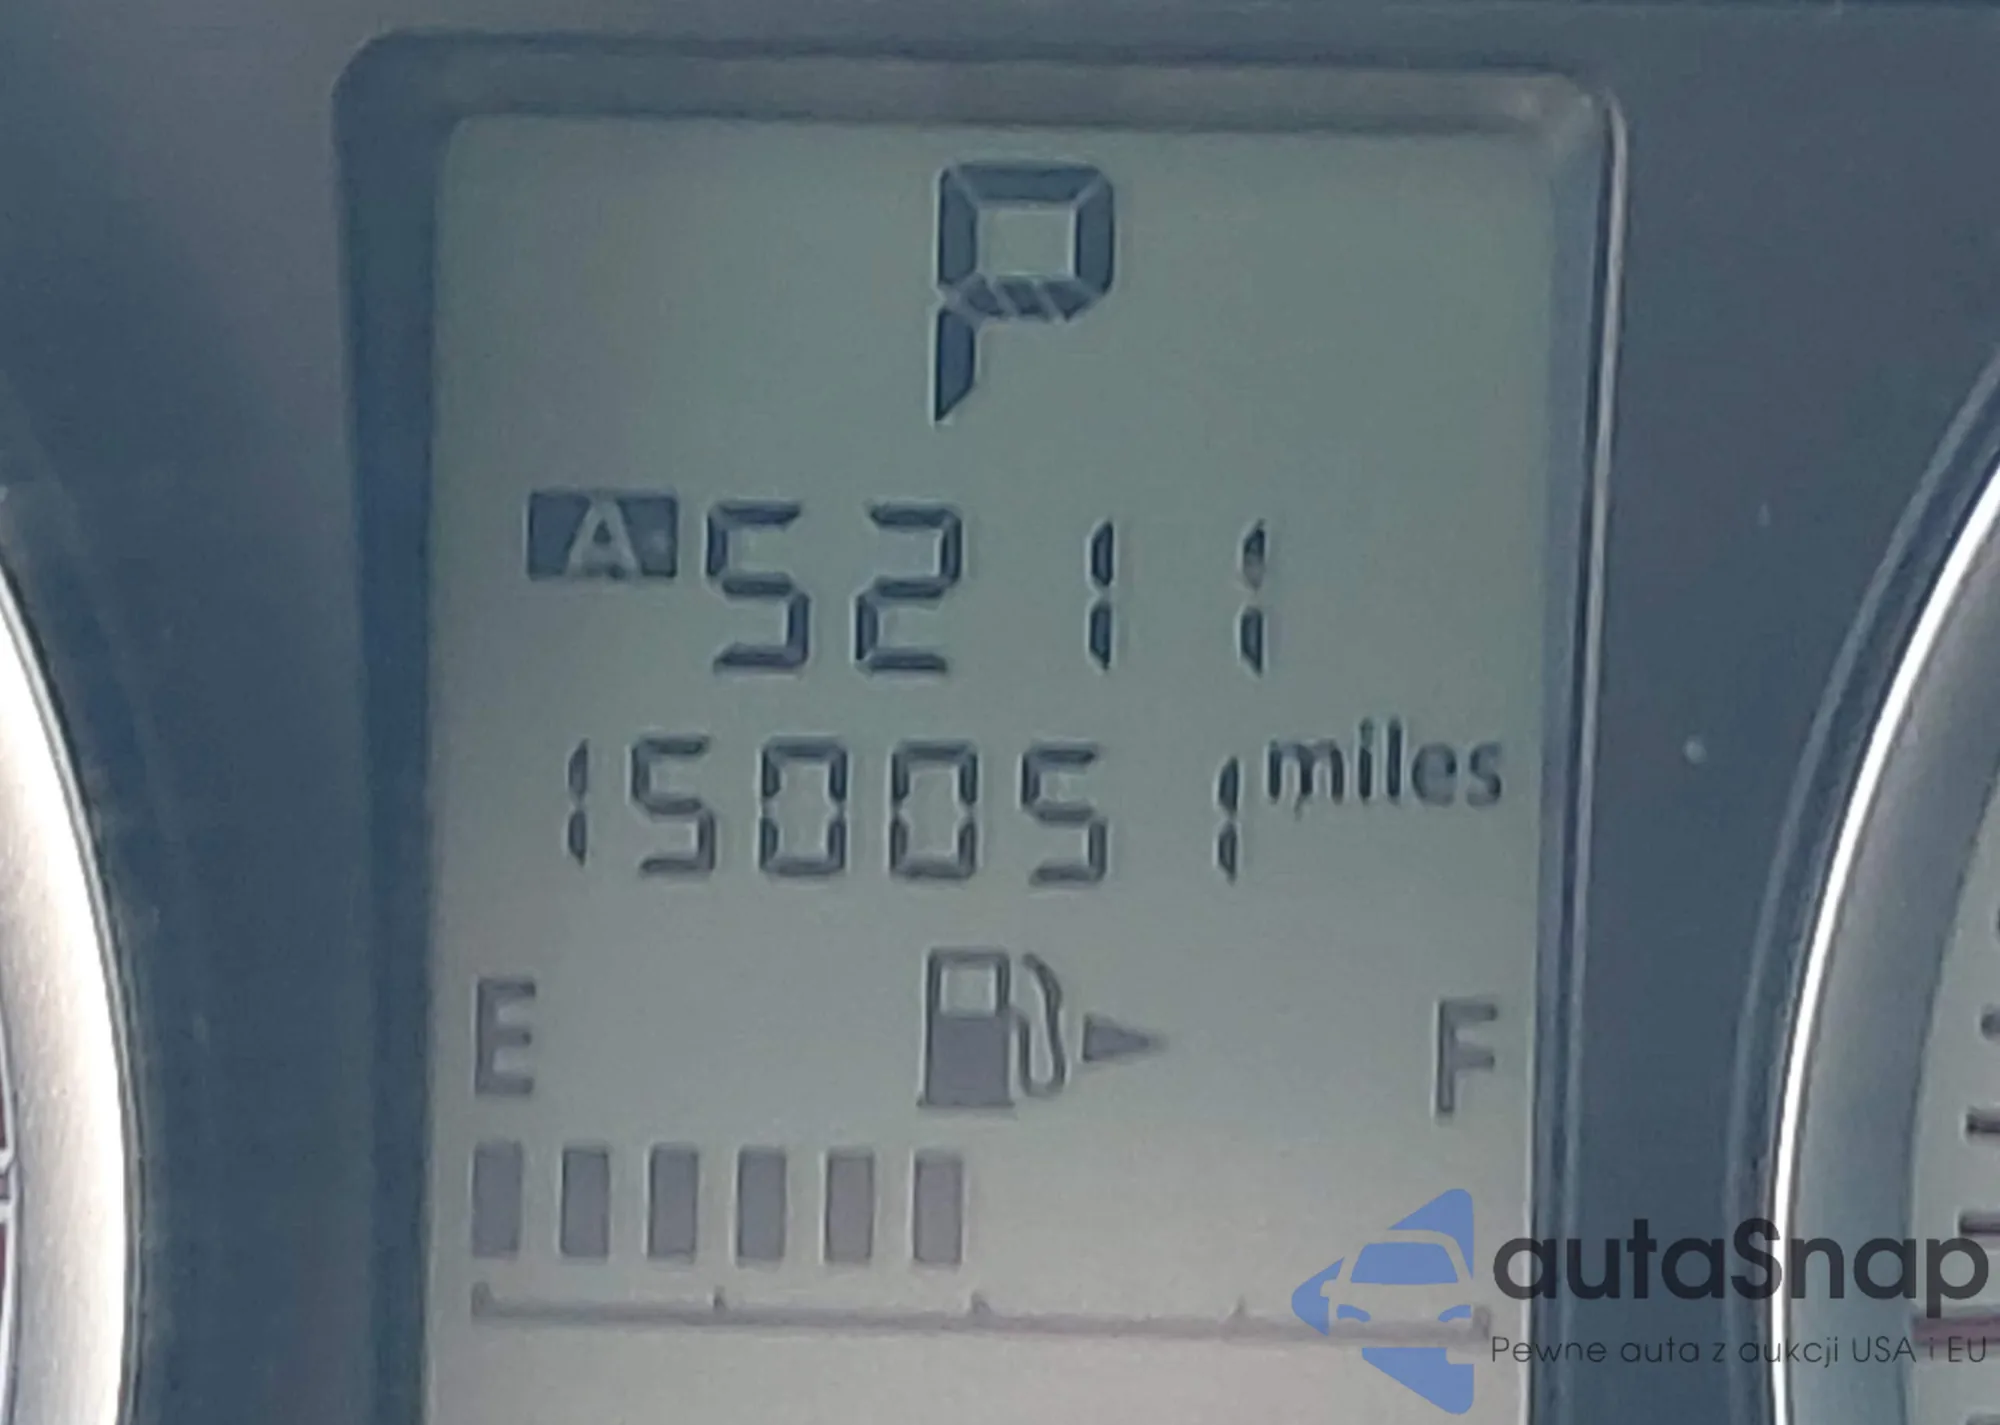 P
A 5211
150051 miles
E F
autaSnap
Pewne auta z aukcji USA i EU